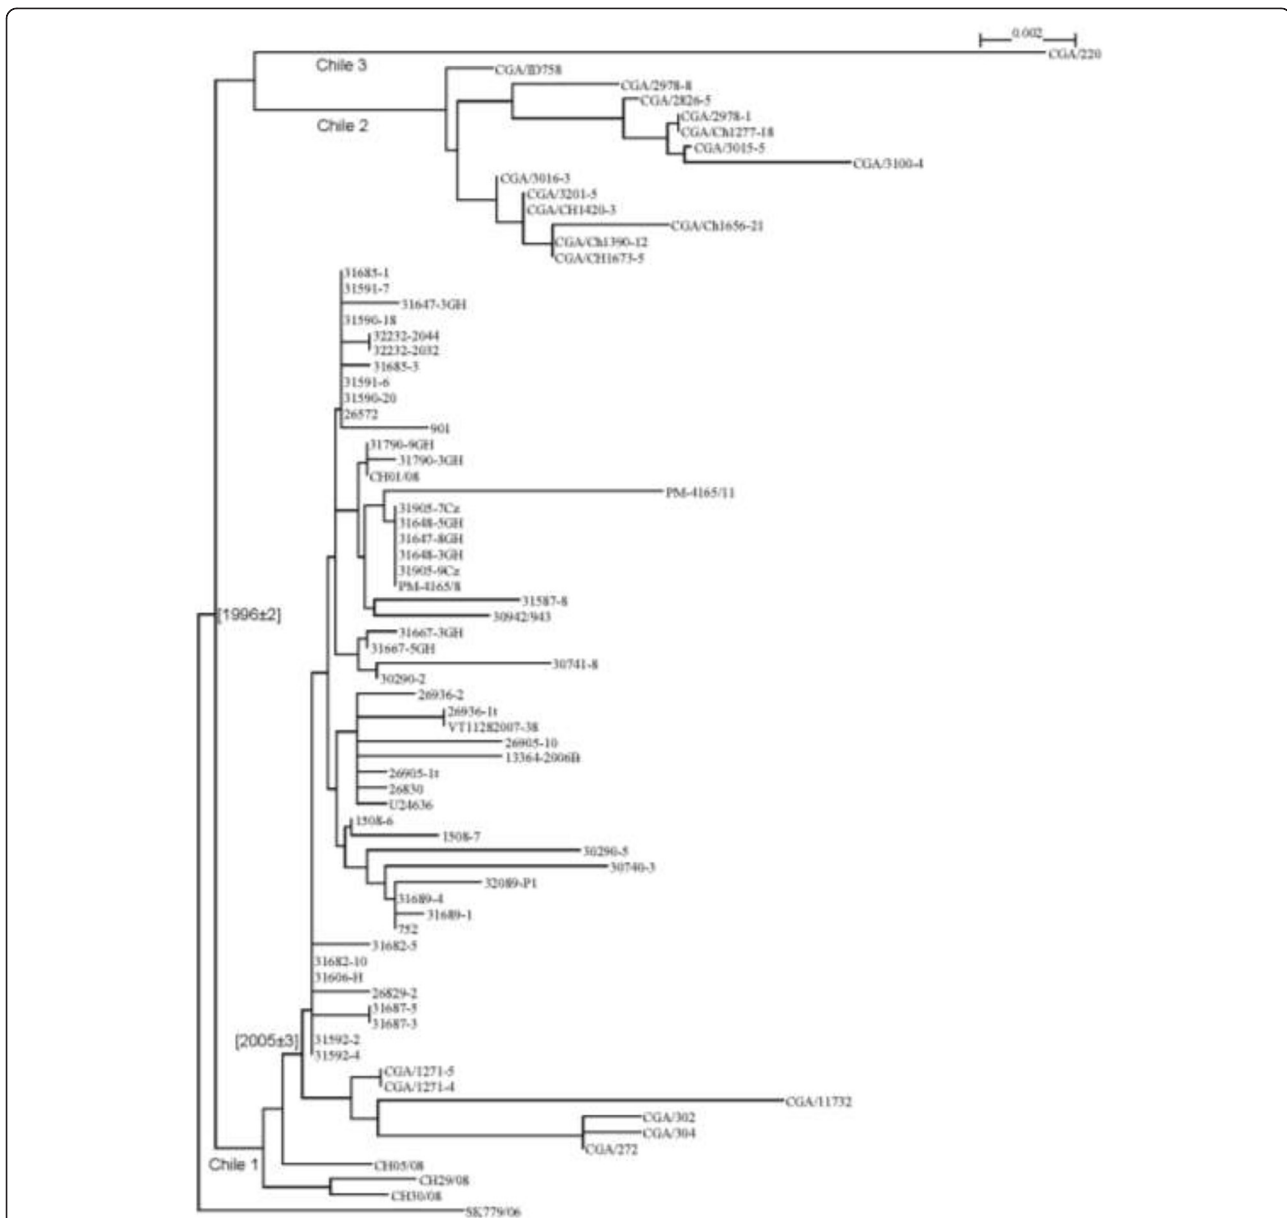 0.002
CGA/220
Chile 3
CGA/ID758
CGA/2978-8
CGA/2826-5
CGA/2978-1
Chile 2
CGA/Ch1277-18
CGA/3015-5
CGA/3100-4
CGA/3016-3
CGA/3201-5
CGA/CH1420-3
CGA/Ch1656-21
CGA/Ch1390-12
CGA/CH1673-5
31685-1
31591-7
31647-3GH
31590-18
32232-2044
32232-2032
31685-3
31591-6
31590-20
26572
901
31790-9GH
31790-3GH
CH01/08
PM-4165/11
31905-7Cz
31648-5GH
31647-8GH
31648-3GH
31905-9Cz
PM-4165/8
31587-8
[1996±2]
30942/943
31667-3GH
31667-5GH
30741-8
30290-2
26936-2
26936-1t
VT11282007-38
26905-10
13364-2006B
26905-1t
26830
U24636
1508-6
1508-7
30290-5
30740-3
32089-P1
31689-4
31689-1
752
31682-5
31682-10
31606-H
26829-2
31687-5
31687-3
[2005±3]
31592-2
31592-4
CGA/1271-5
CGA/1271-4
CGA/11732
CGA/302
CGA/304
CGA/272
Chile 1
CH05/08
CH29/08
CH30/08
SK779/06